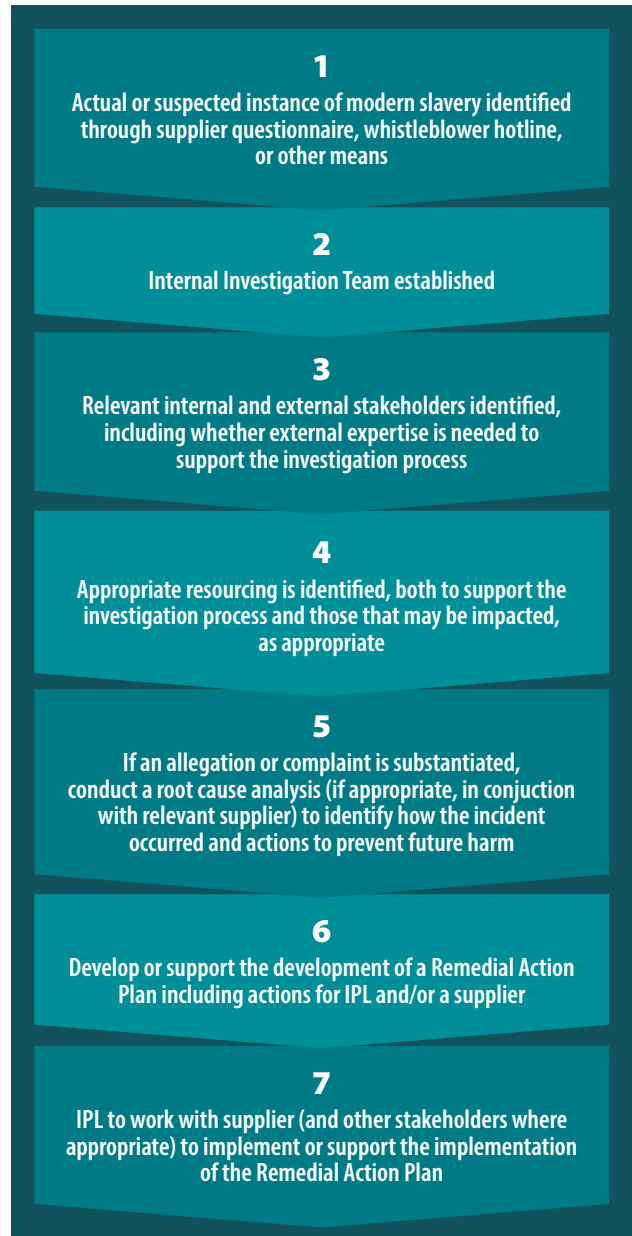 1
Actual or suspected instance of modern slavery identified
through supplier questionnaire, whistleblower hotline,
or other means
2
Internal Investigation Team established
3
Relevant internal and external stakeholders identified,
including whether external expertise is needed to
support the investigation process
4
Appropriate resourcing is identified, both to support the
investigation process and those that may be impacted,
as appropriate
5
If an allegation or complaint is substantiated,
conduct a root cause analysis (if appropriate, in conjuction
with relevant supplier) to identify how the incident
occurred and actions to prevent future harm
6
Develop or support the development of a Remedial Action
Plan including actions for IPL and/or a supplier
7
IPL to work with supplier (and other stakeholders where
appropriate) to implement or support the implementation
of the Remedial Action Plan